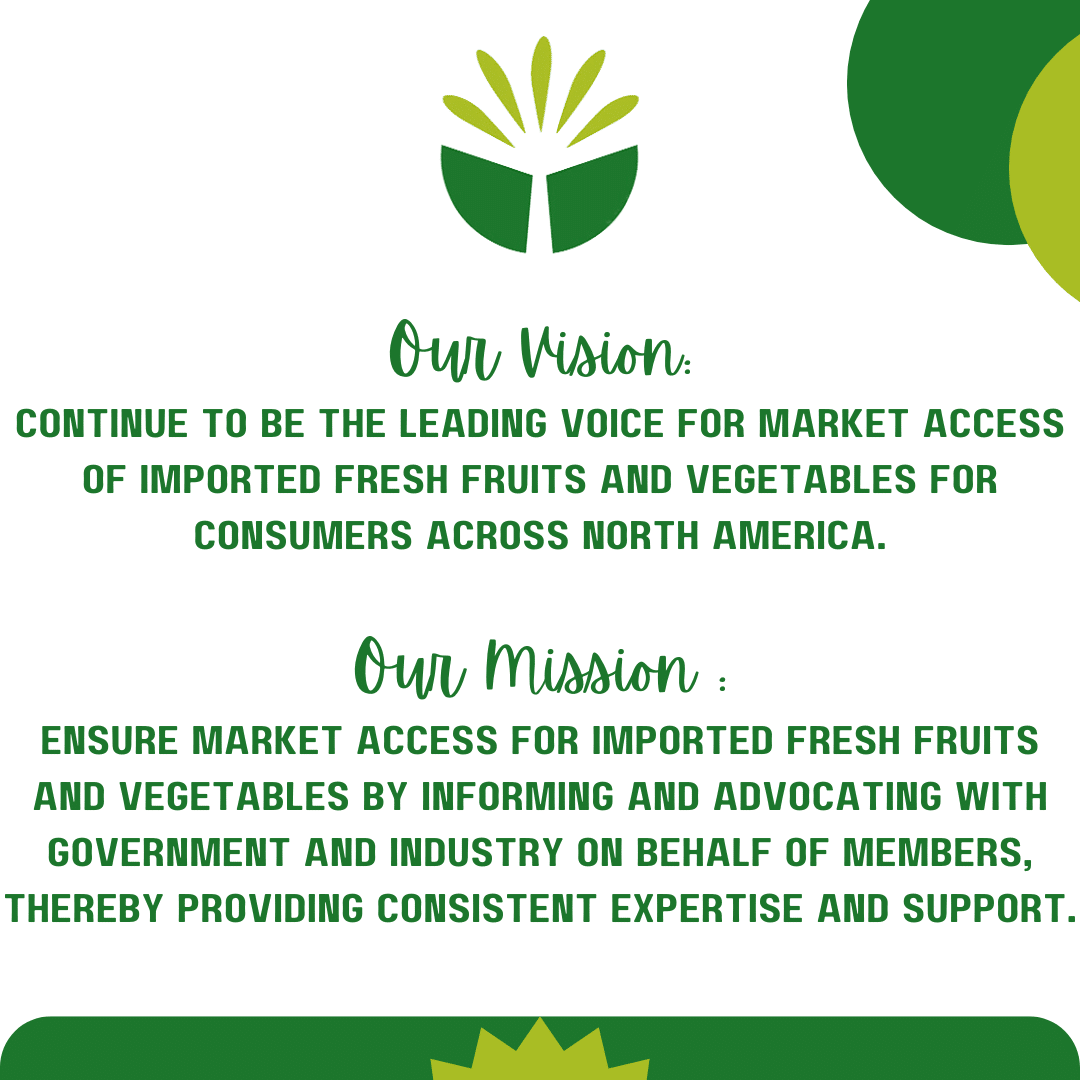 Our Vision:
CONTINUE TO BE THE LEADING VOICE FOR MARKET ACCESS
OF IMPORTED FRESH FRUITS AND VEGETABLES FOR
CONSUMERS ACROSS NORTH AMERICA.
Our Mission :
ENSURE MARKET ACCESS FOR IMPORTED FRESH FRUITS
AND VEGETABLES BY INFORMING AND ADVOCATING WITH
GOVERNMENT AND INDUSTRY ON BEHALF OF MEMBERS,
THEREBY PROVIDING CONSISTENT EXPERTISE AND SUPPORT.